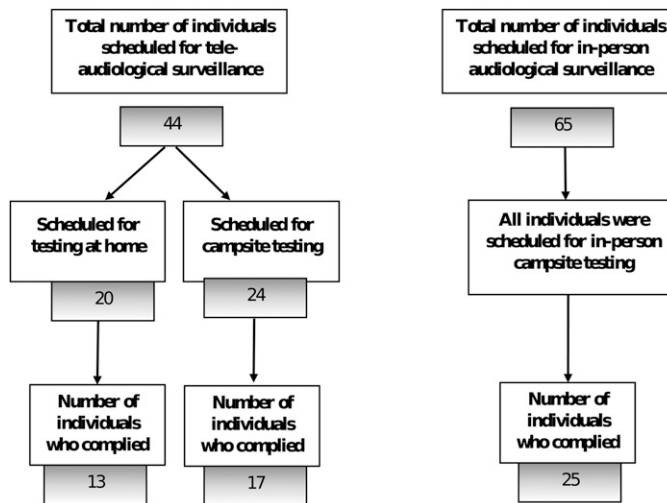 Total number of individuals
scheduled for tele-
audiological surveillance
44
Scheduled for
testing at home
20
Scheduled for
campsite testing
24
Number of
individuals
who complied
13
Number of
individuals
who complied
17
Total number of individuals
scheduled for in-person
audiological surveillance
65
All individuals were
scheduled for in-person
campsite testing
Number of
individuals
who complied
25